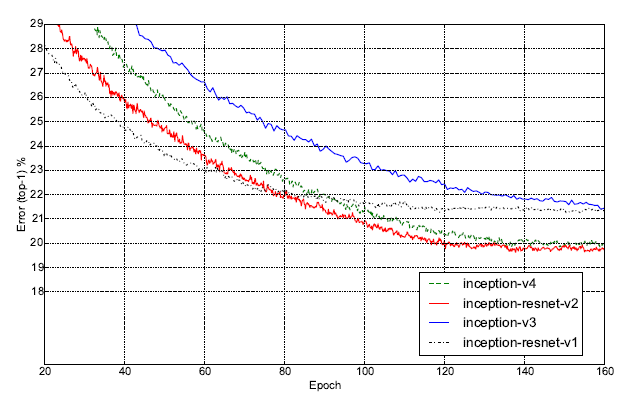 29
28
27
26
25
24
23
22
21
20
19
18
Error (top-1) %
inception-v4
inception-resnet-v2
inception-v3
inception-resnet-v1
20 40 60 80 100 120 140 160
Epoch